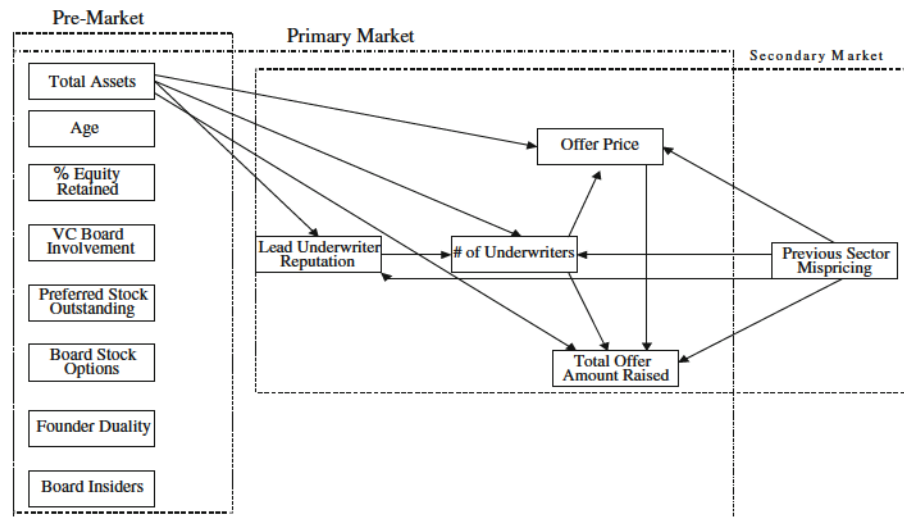 Pre-Market
Primary Market
Secondary Market
Total Assets
Age
% Equity
Retained
VC Board
Involvement
Preferred Stock
Outstanding
Board Stock
Options
Founder Duality
Board Insiders
Offer Price
Lead Underwriter
Reputation
# of Underwriters
Previous Sector
Mispricing
Total Offer
Amount Raised